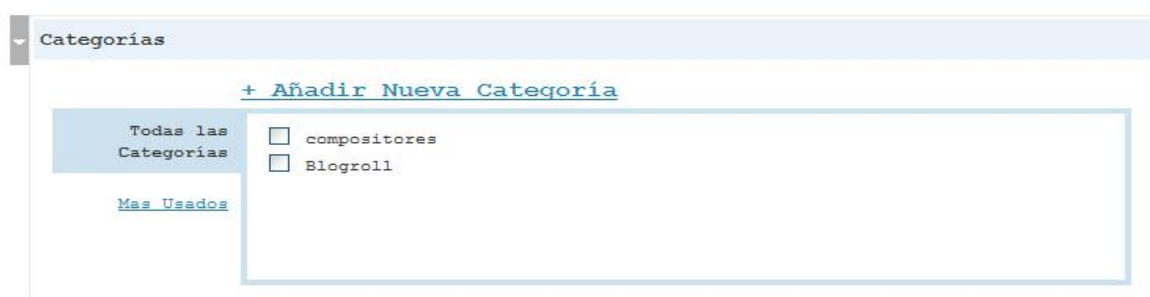 Categorías
+ Añadir Nueva Categoría
Todas las
Categorías
compositores
Blogroll
Mas Usados